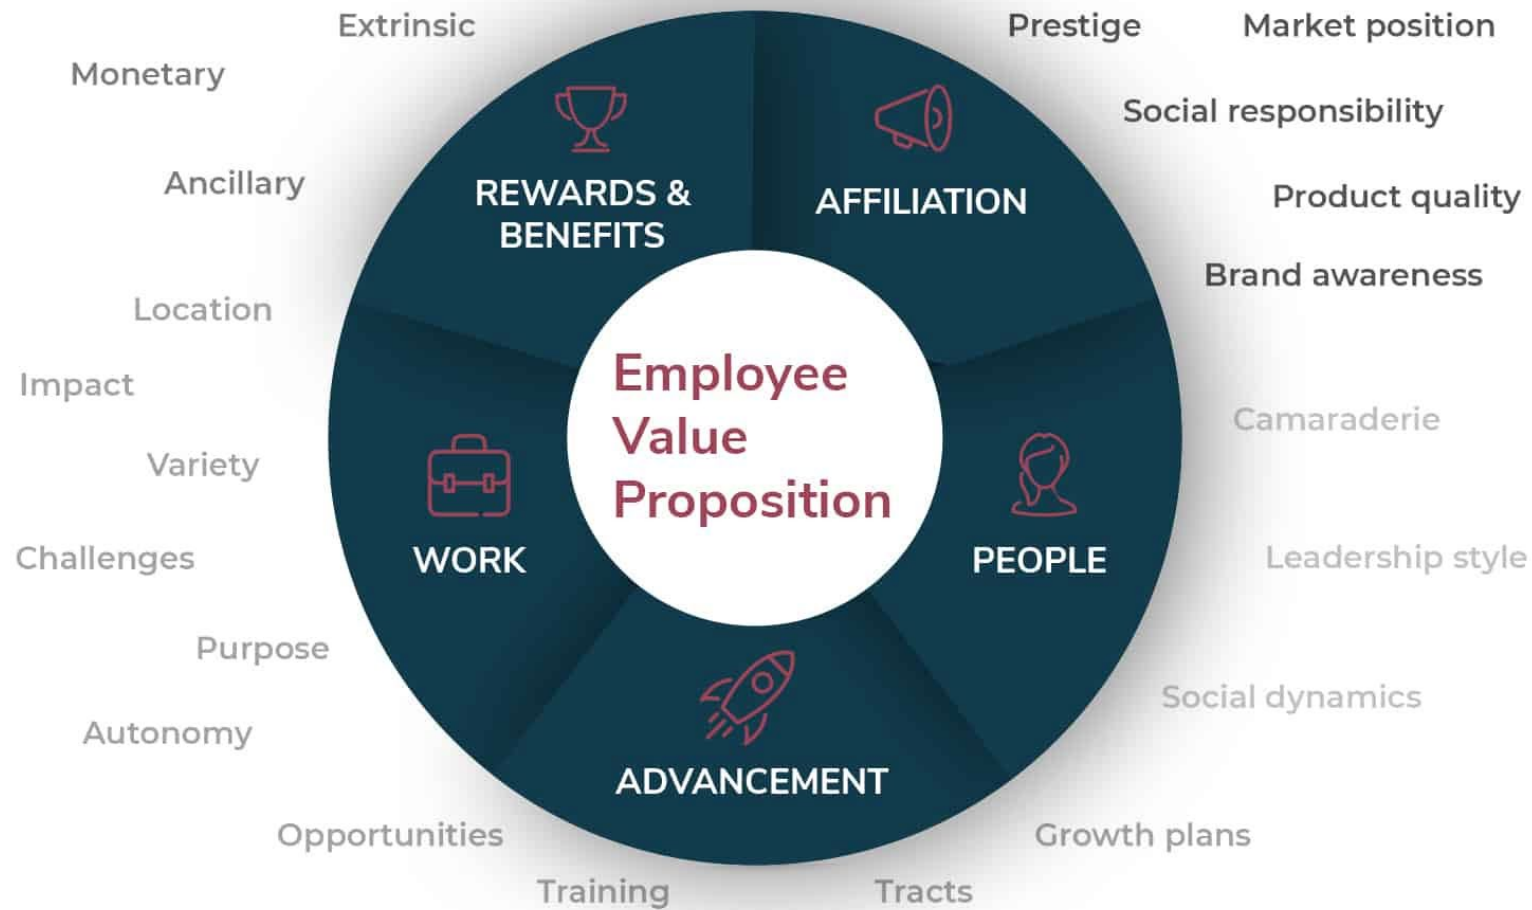 Extrinsic
Prestige
Market position
Monetary
Social responsibility
Ancillary
REWARDS &
BENEFITS
AFFILIATION
Product quality
Brand awareness
Location
Impact
Variety
Challenges
Purpose
Autonomy
Employee
Value
Proposition
Camaraderie
Leadership style
Social dynamics
WORK
PEOPLE
ADVANCEMENT
Opportunities
Growth plans
Training
Tracts